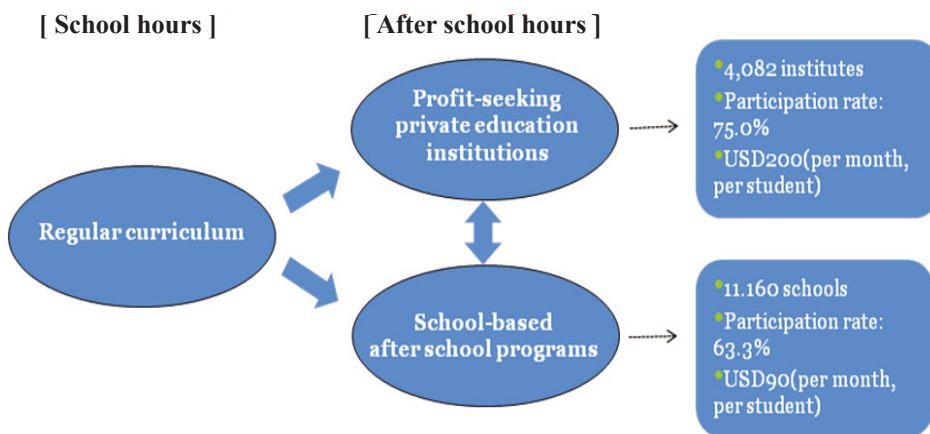 [ School hours ]
[ After school hours ]
Regular curriculum
Profit-seeking
private education
institutions
•4,082 institutes
•Participation rate:
75.0%
•USD200(per month,
per student)
School-based
after school programs
•11.160 schools
•Participation rate:
63.3%
•USD90(per month,
per student)